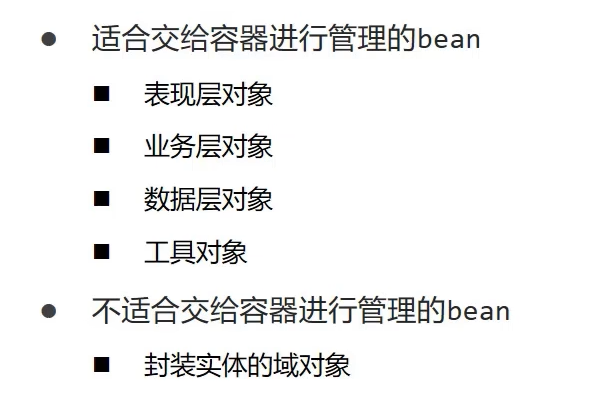 适合交给容器进行管理的bean
表现层对象
业务层对象
数据层对象
工具对象
不适合交给容器进行管理的bean
封装实体的域对象